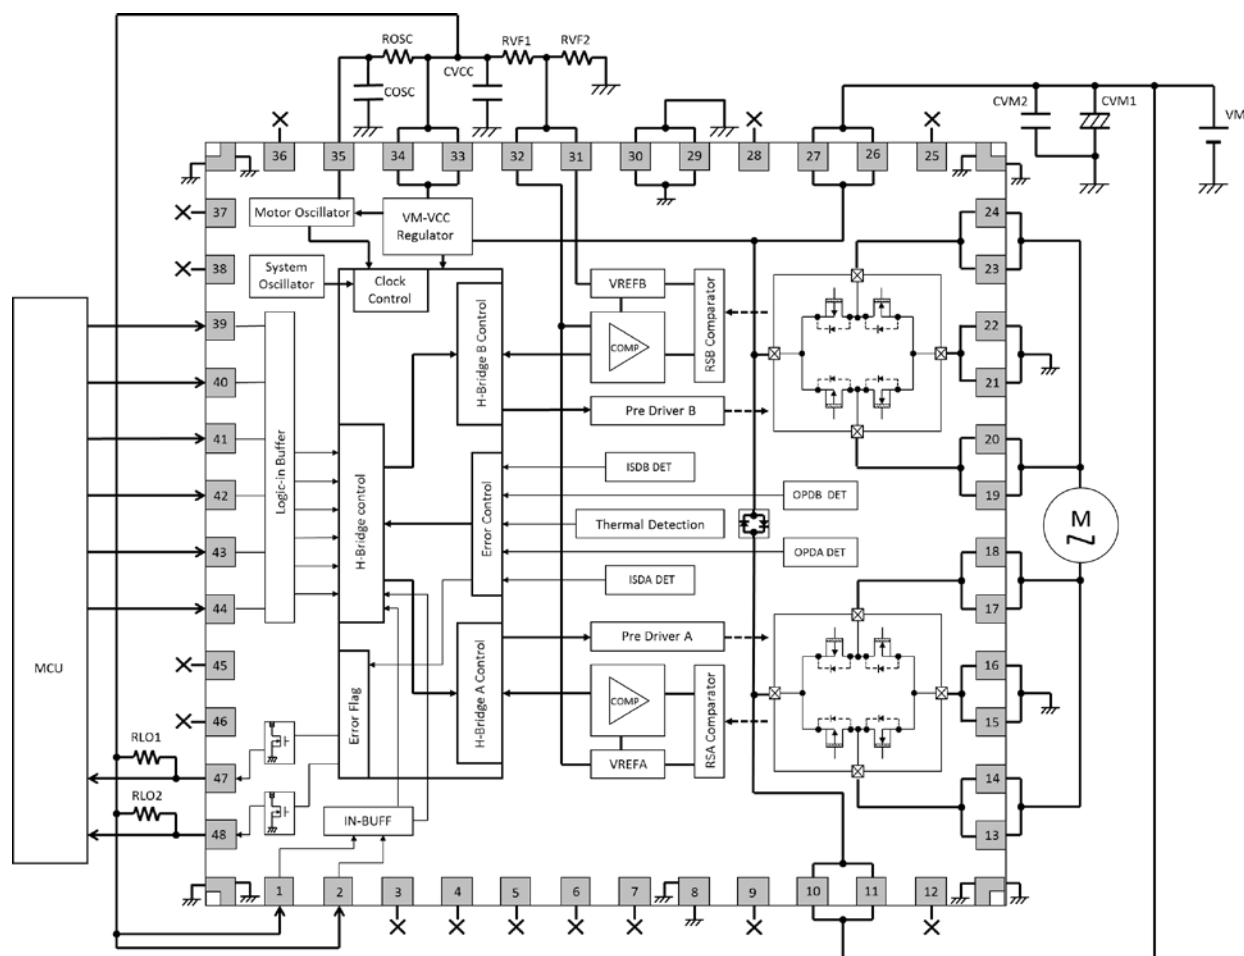 ROSC
RVF1
RVF2
CVCC
COSC
CVM2
CVM1
VM
36
35
34
33
32
31
30
29
28
27
26
25
37
Motor Oscillator
VM-VCC
Regulator
24
38
System
Oscillator
Clock
Control
VREFB
23
39
H-Bridge B Control
COMP
RSB Comparator
22
40
21
41
Pre Driver B
20
Logic-in Buffer
H-Bridge control
Error Control
ISDB DET
42
OPDB DET
19
Thermal Detection
M
43
OPDA DET
18
ISDA DET
44
17
MCU
45
Error Flag
H-Bridge A Control
Pre Driver A
16
46
COMP
RSA Comparator
15
RLO1
47
VREFA
14
RLO2
48
IN-BUFF
13
1
2
3
4
5
6
7
8
9
10
11
12